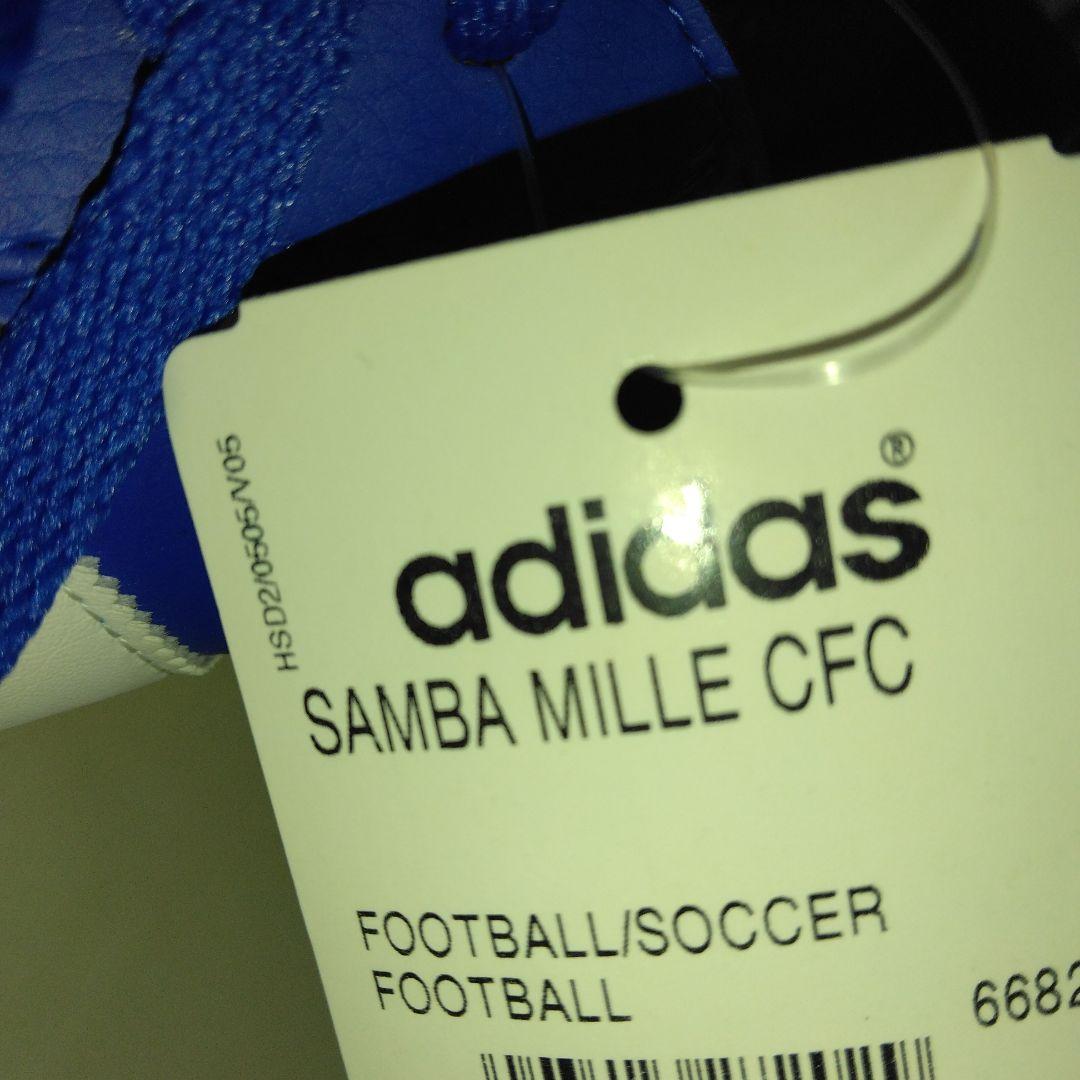 adidas®
SAMBA MILLE CFC
FOOTBALL/SOCCER
FOOTBALL
6682
HSD2/0505/V05